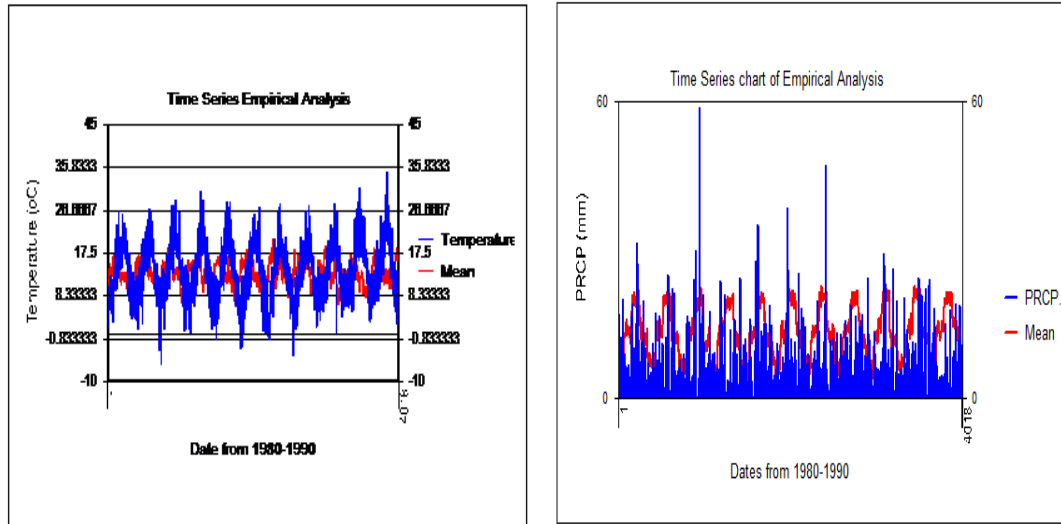 Time Series Empirical Analysis
45
45
35.8333
35.8333
26.6667
26.6667
17.5
17.5
8.33333
8.33333
-0.833333
-0.833333
-10
-10
Temperature (oC)
Temperature
Mean
Date from 1980-1990
Time Series chart of Empirical Analysis
60
60
PRCP (mm)
0
0
1
4018
PRCP.
Mean
Dates from 1980-1990